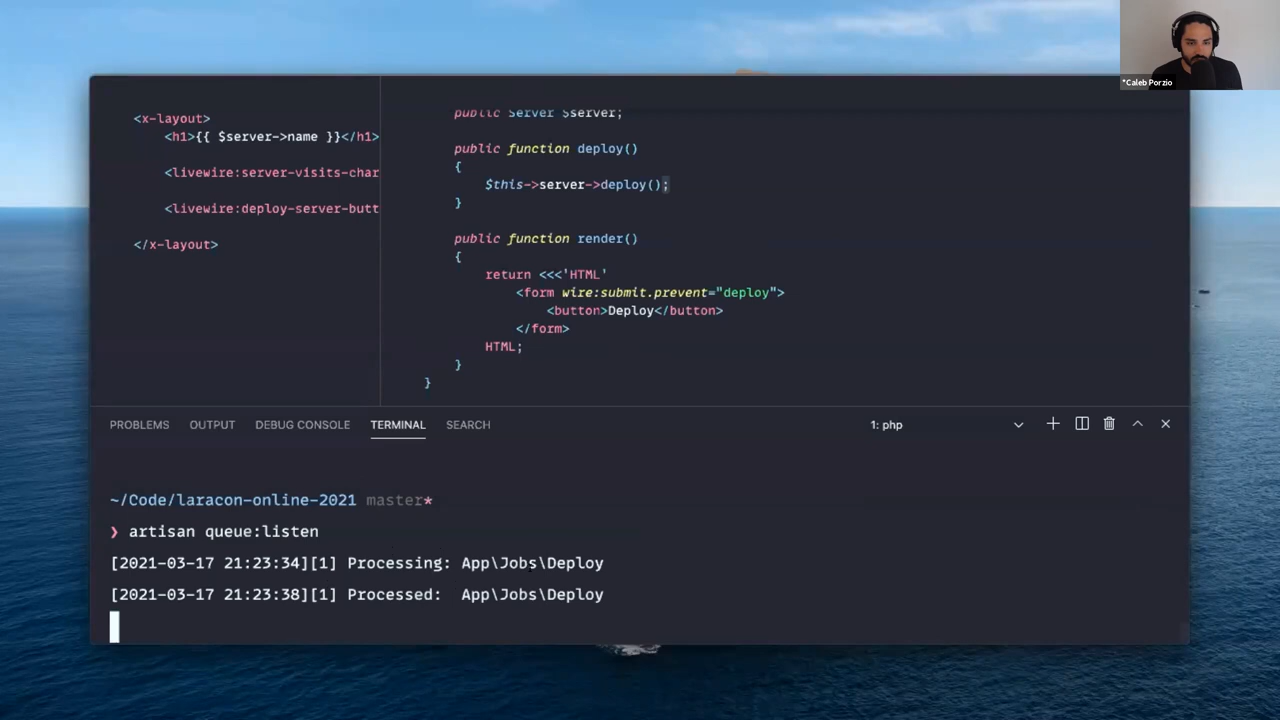 *Caleb Porzio
<x-layout>
<h1>{{ $server->name }}</h1>
<livewire:server-visits-char
<livewire:deploy-server-butt
</x-layout>
public Server $server;
public function deploy()
{
$this->server->deploy();
}
public function render()
{
return <<<'HTML'
<form wire:submit.prevent="deploy">
<button>Deploy</button>
</form>
HTML;
}
}
PROBLEMS OUTPUT DEBUG CONSOLE TERMINAL SEARCH 1: php
~/Code/laracon-online-2021 master*
❯ artisan queue:listen
[2021-03-17 21:23:34][1] Processing: App\Jobs\Deploy
[2021-03-17 21:23:38][1] Processed:  App\Jobs\Deploy